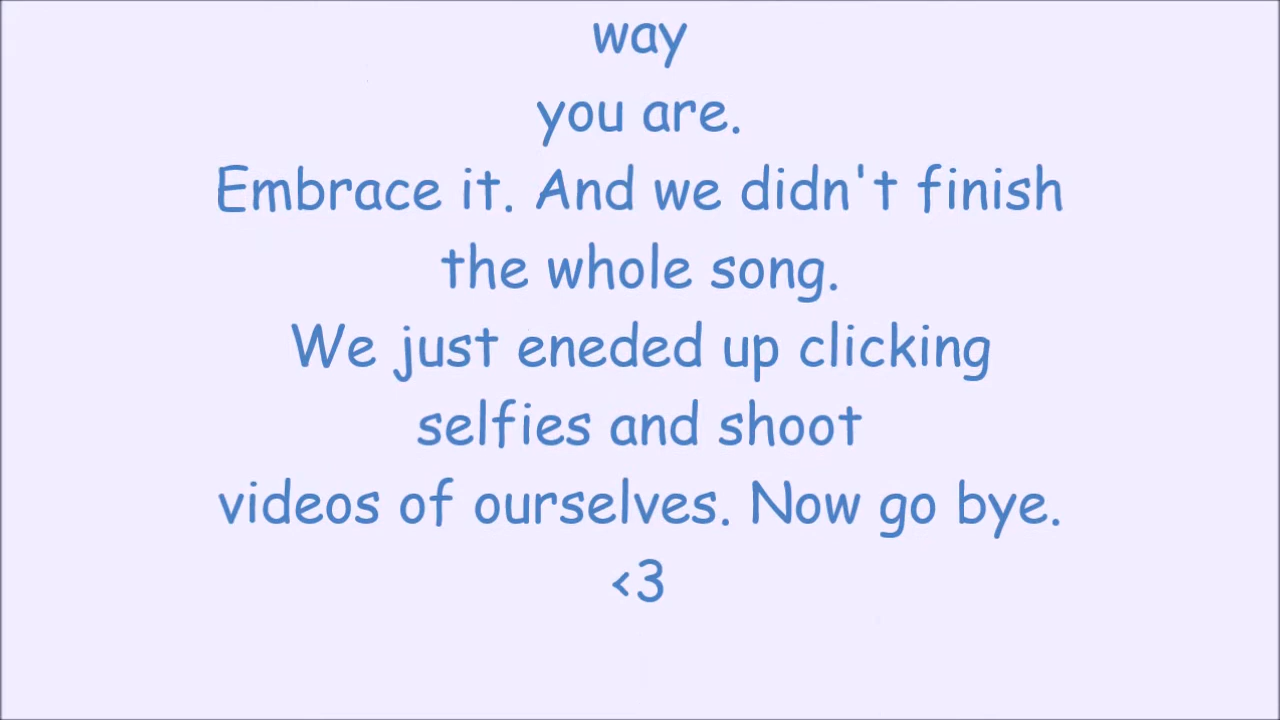 way
you are.
Embrace it. And we didn't finish
the whole song.
We just eneded up clicking
selfies and shoot
videos of ourselves. Now go bye.
<3